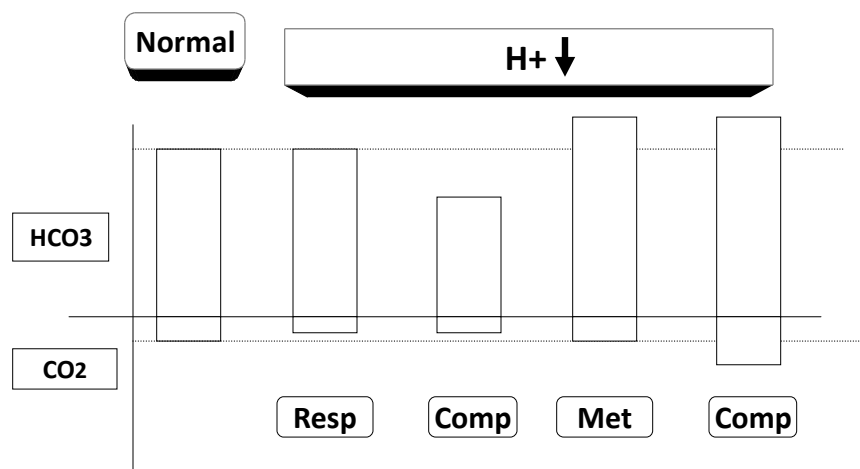 Normal
H+
HCO3
CO2
Resp
Comp
Met
Comp